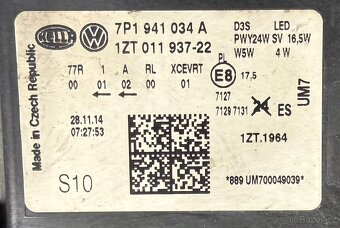 HELLA 7P1 941 034 A D3S LED
1ZT 011 937-22 PWY24W SV 16,5W
W5W 4 W
77R 1 A RL XCEVRT PL
00 01 02 00 01 E8 17,5
7127
7129 7131 ES
UM7
28.11.14
07:27:53
1ZT.1964
S10
*889 UM700049039*
Made in Czech Republic